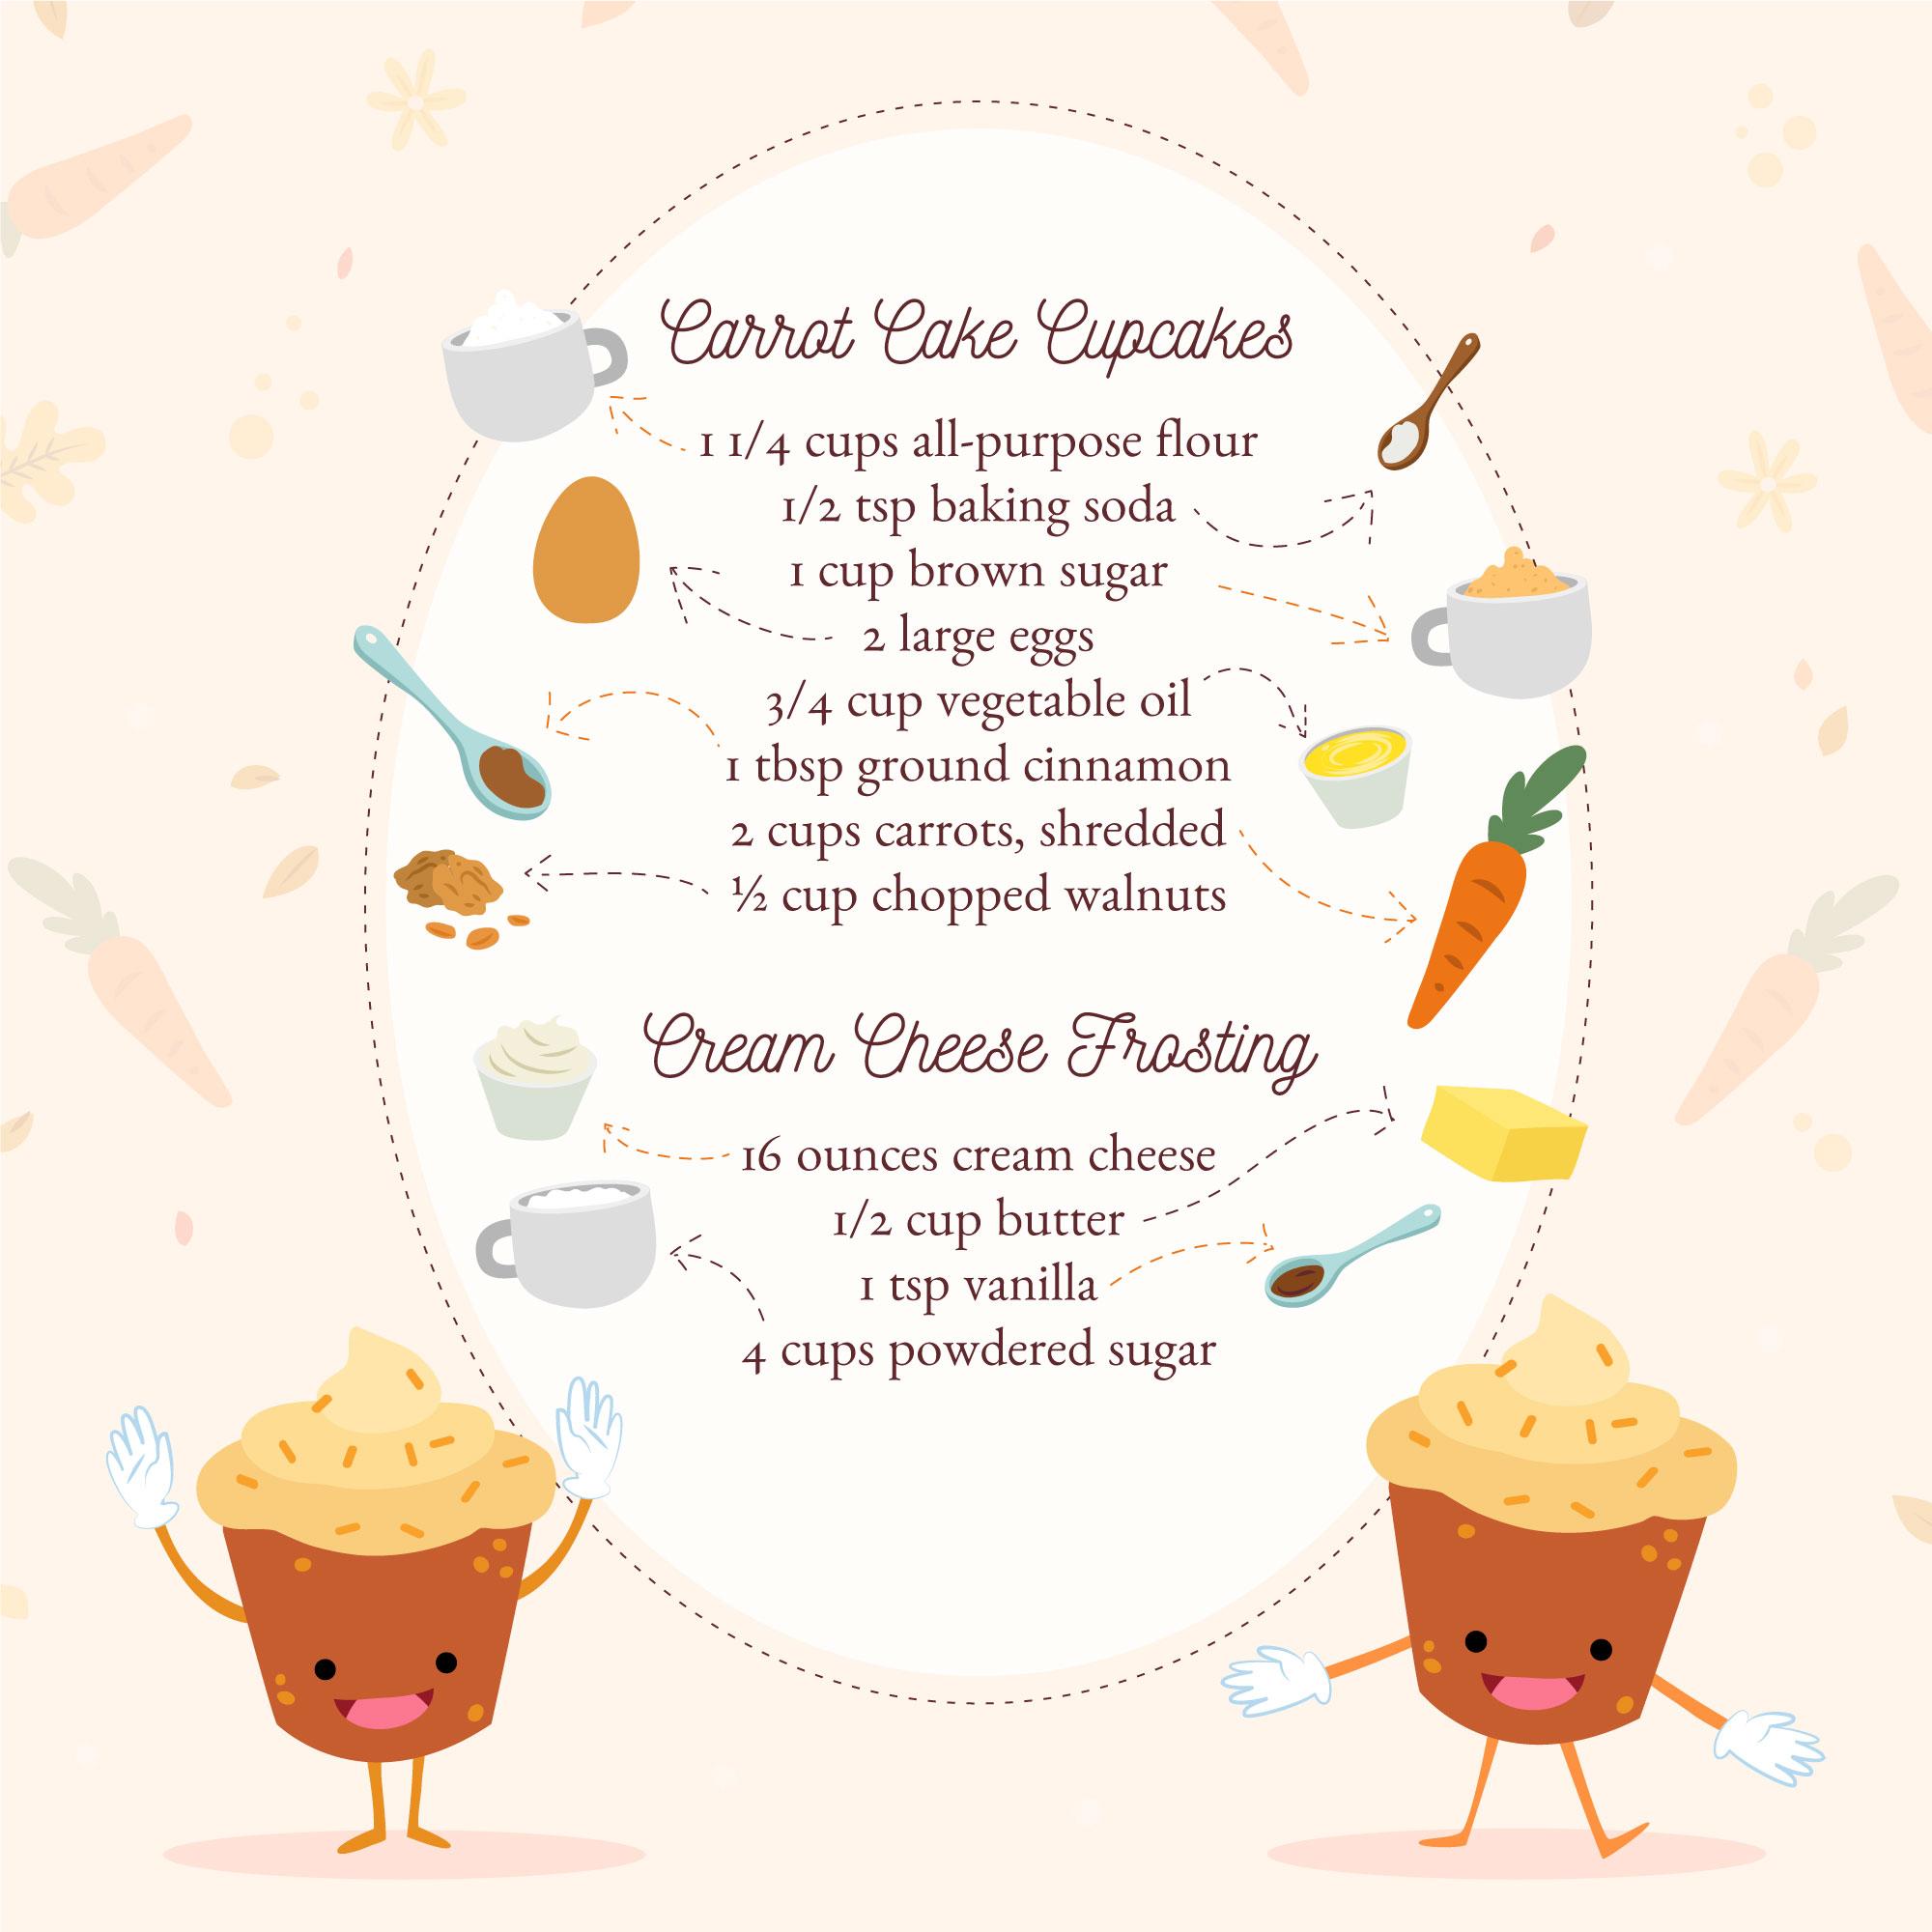 Carrot Cake Cupcakes
1 1/4 cups all-purpose flour
1/2 tsp baking soda
1 cup brown sugar
2 large eggs
3/4 cup vegetable oil
1 tbsp ground cinnamon
2 cups carrots, shredded
½ cup chopped walnuts
Cream Cheese Frosting
16 ounces cream cheese
1/2 cup butter
1 tsp vanilla
4 cups powdered sugar